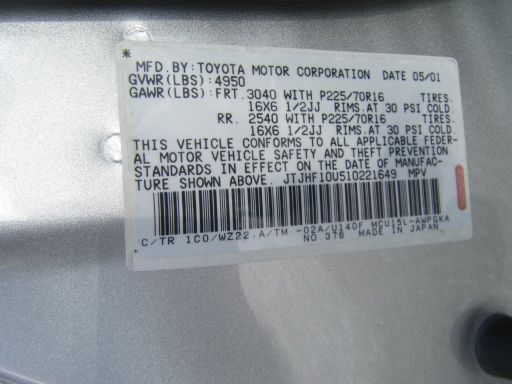 *
MFD.BY:TOYOTA MOTOR CORPORATION DATE 05/01
GVWR(LBS):4950
GAWR(LBS):FRT.3040 WITH P225/70R16 TIRES.
16X6 1/2JJ RIMS.AT 30 PSI COLD.
RR. 2540 WITH P225/70R16 TIRES.
16X6 1/2JJ RIMS.AT 30 PSI COLD.
THIS VEHICLE CONFORMS TO ALL APPLICABLE FEDER-
AL MOTOR VEHICLE SAFETY AND THEFT PREVENTION
STANDARDS IN EFFECT ON THE DATE OF MANUFAC-
TURE SHOWN ABOVE. JTJHF10U510221649 MPV
C/TR 1C0/WZ22.A/TM -02A/U140F MCU15L-AWPGKA
NO.376 MADE IN JAPAN.